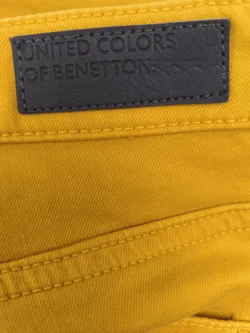 UNITED COLORS
OF BENETTON.